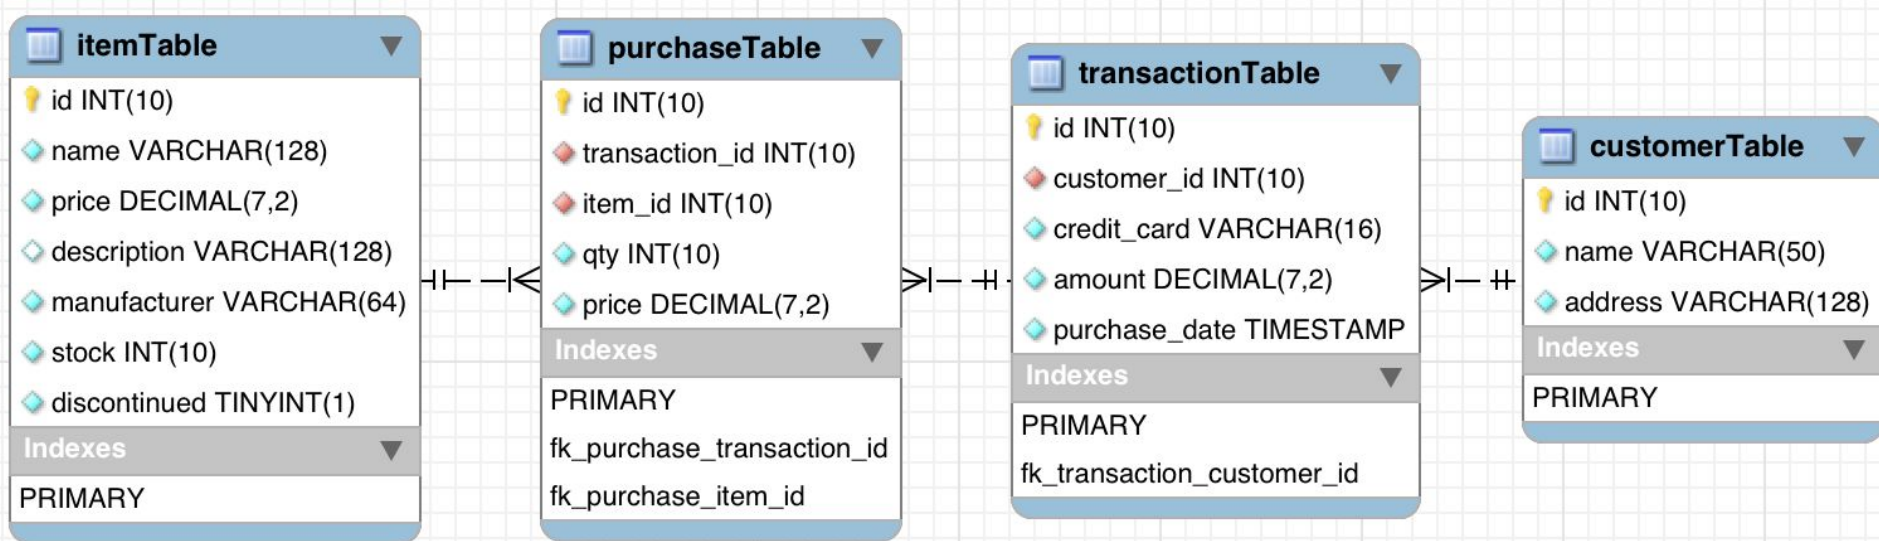 itemTable
id INT(10)
name VARCHAR(128)
price DECIMAL(7,2)
description VARCHAR(128)
manufacturer VARCHAR(64)
stock INT(10)
discontinued TINYINT(1)
Indexes
PRIMARY
purchaseTable
id INT(10)
transaction_id INT(10)
item_id INT(10)
qty INT(10)
price DECIMAL(7,2)
Indexes
PRIMARY
fk_purchase_transaction_id
fk_purchase_item_id
transactionTable
id INT(10)
customer_id INT(10)
credit_card VARCHAR(16)
amount DECIMAL(7,2)
purchase_date TIMESTAMP
Indexes
PRIMARY
fk_transaction_customer_id
customerTable
id INT(10)
name VARCHAR(50)
address VARCHAR(128)
Indexes
PRIMARY